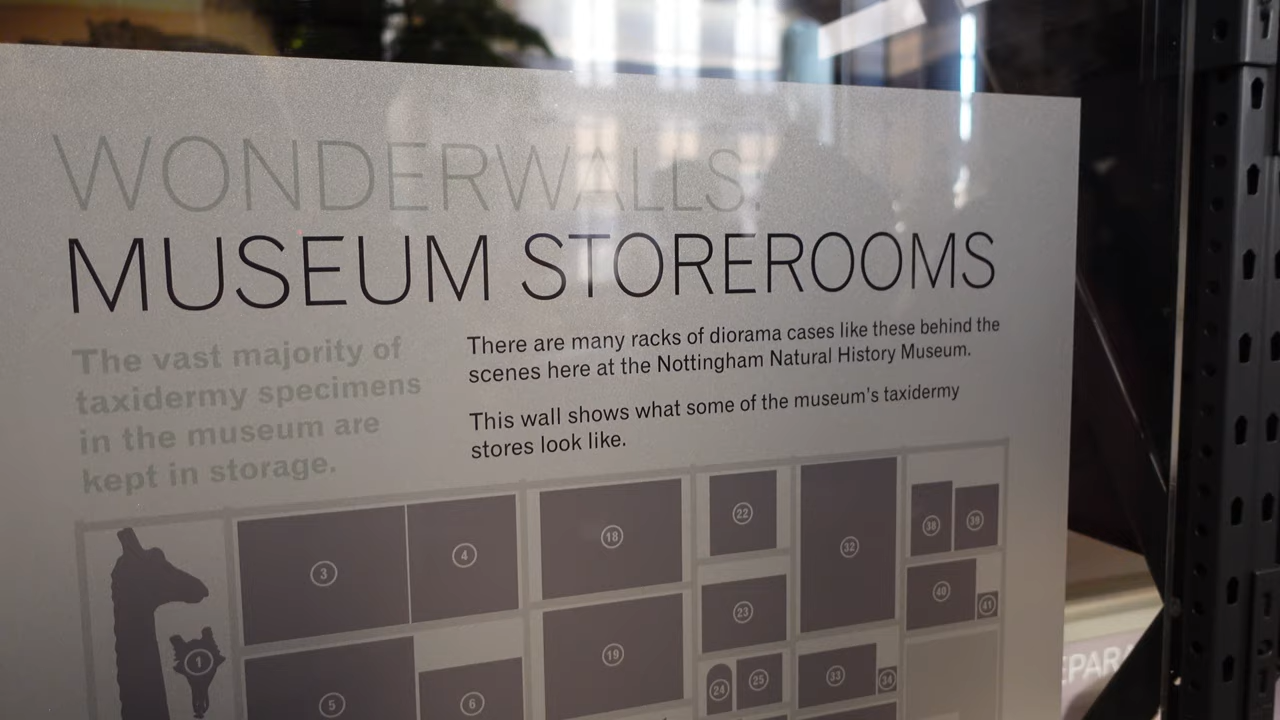 WONDERWALLS:
MUSEUM STOREROOMS
The vast majority of
taxidermy specimens
in the museum are
kept in storage.
There are many racks of diorama cases like these behind the
scenes here at the Nottingham Natural History Museum.
This wall shows what some of the museum's taxidermy
stores look like.
1
3
4
5
6
18
19
22
23
24
25
32
33
34
38
39
40
41